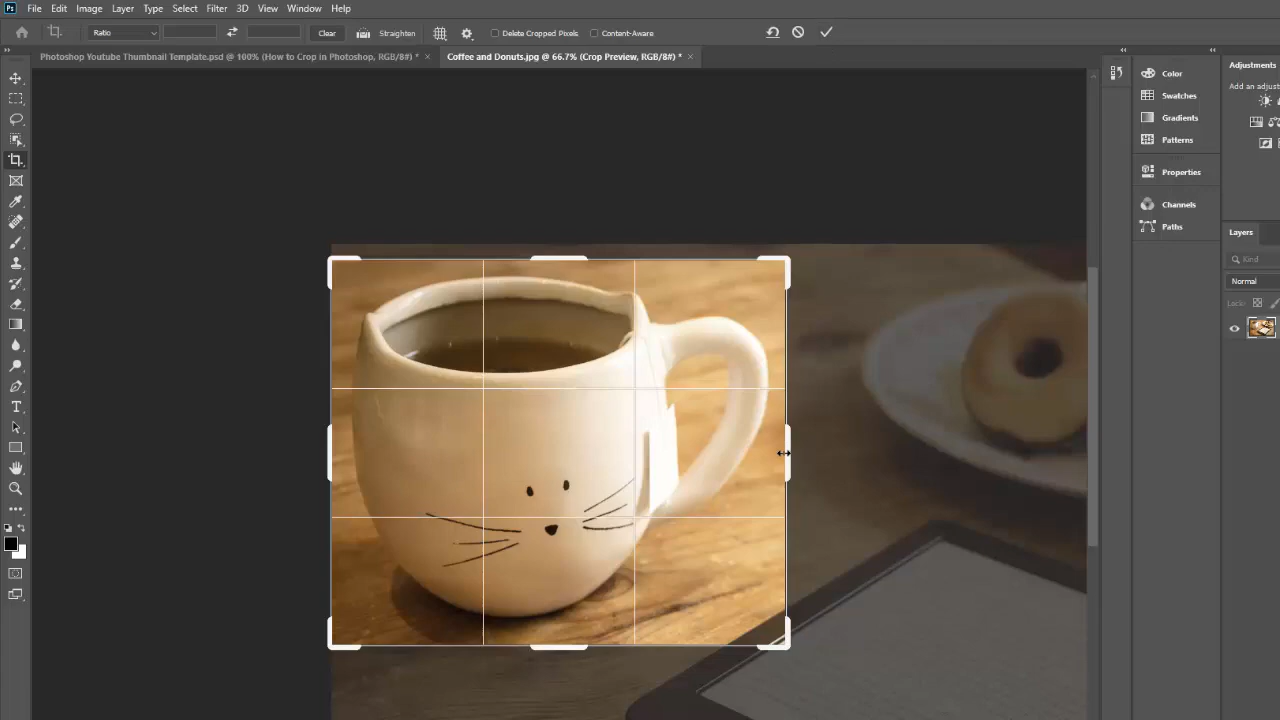 Ps File Edit Image Layer Type Select Filter 3D View Window Help
Ratio Clear Straighten Delete Cropped Pixels Content-Aware
Photoshop Youtube Thumbnail Template.psd @ 100% (How to Crop in Photoshop, RGB/8#) * × Coffee and Donuts.jpg @ 66.7% (Crop Preview, RGB/8#) * ×
Color
Swatches
Gradients
Patterns
Properties
Channels
Paths
Adjustments
Add an adjust
Layers
Kind
Normal
Lock: